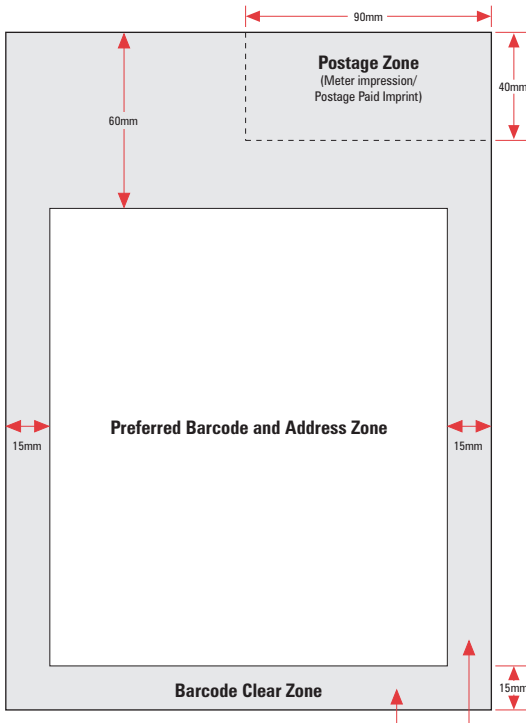 90mm
Postage Zone
(Meter impression/
Postage Paid Imprint)
40mm
60mm
Preferred Barcode and Address Zone
15mm
15mm
Barcode Clear Zone
15mm